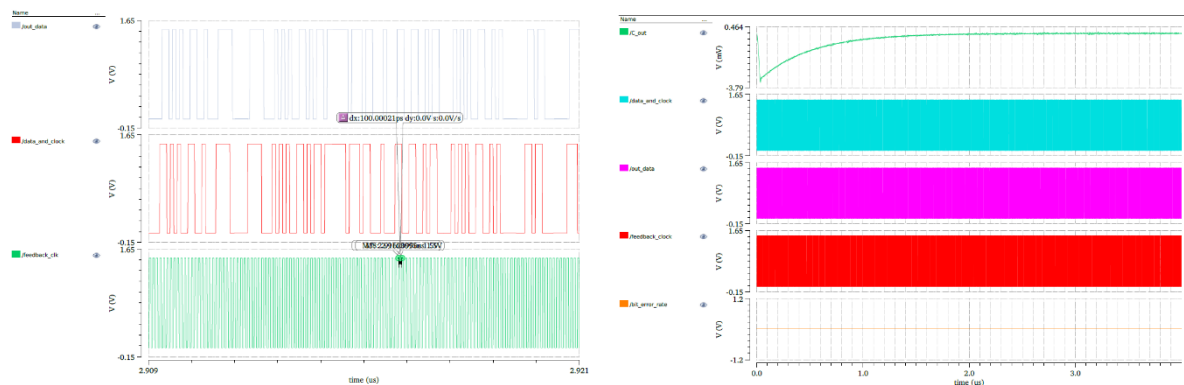 Name ...
/out_data
1.65
V (V)
-0.15
dx:100.00021ps dy:0.0V s:0.0V/s
/data_and_clock
1.65
V (V)
-0.15
/feedback_clk
1.65
V (V)
-0.15
2.909 2.921
time (us)
Name ...
/C_out
0.464
V (mV)
-3.79
/data_and_clock
1.65
V (V)
-0.15
/out_data
1.65
V (V)
-0.15
/feedback_clock
1.65
V (V)
-0.15
/bit_error_rate
1.2
V (V)
-1.2
0.0 1.0 2.0 3.0
time (us)